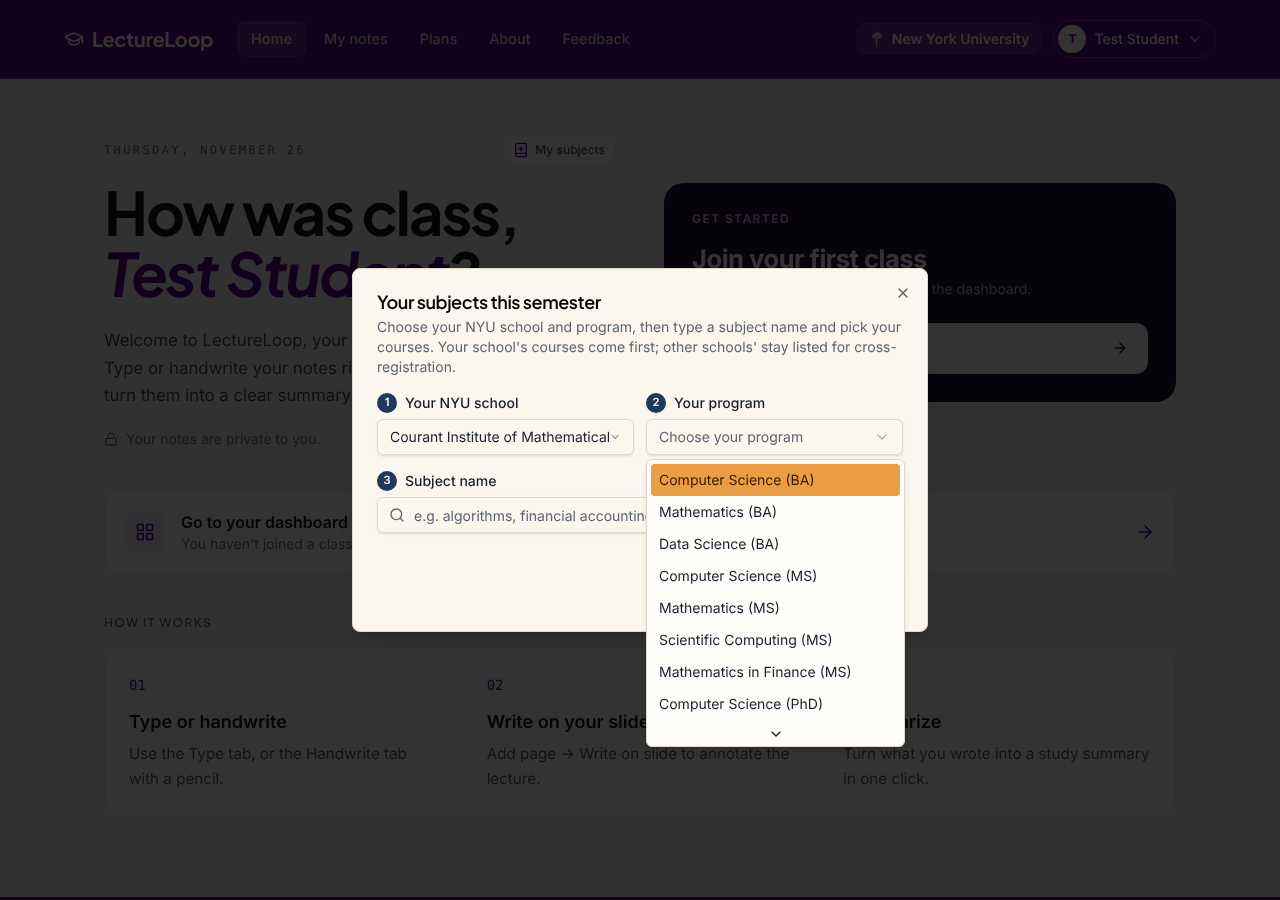 LectureLoop
Home
My notes
Plans
About
Feedback
New York University
T
Test Student
THURSDAY, NOVEMBER 26
My subjects
How was class,
Test Student?
Welcome to LectureLoop, your
Type or handwrite your notes ri
turn them into a clear summary
Your notes are private to you.
GET STARTED
Join your first class
the dashboard.
Your subjects this semester
Choose your NYU school and program, then type a subject name and pick your
courses. Your school's courses come first; other schools' stay listed for cross-
registration.
1 Your NYU school
Courant Institute of Mathematical
2 Your program
Choose your program
Computer Science (BA)
Mathematics (BA)
Data Science (BA)
Computer Science (MS)
Mathematics (MS)
Scientific Computing (MS)
Mathematics in Finance (MS)
Computer Science (PhD)
3 Subject name
e.g. algorithms, financial accounting
Go to your dashboard
You haven't joined a class
HOW IT WORKS
01
Type or handwrite
Use the Type tab, or the Handwrite tab
with a pencil.
02
Write on your slide
Add page → Write on slide to annotate the
lecture.
Turn what you wrote into a study summary
in one click.